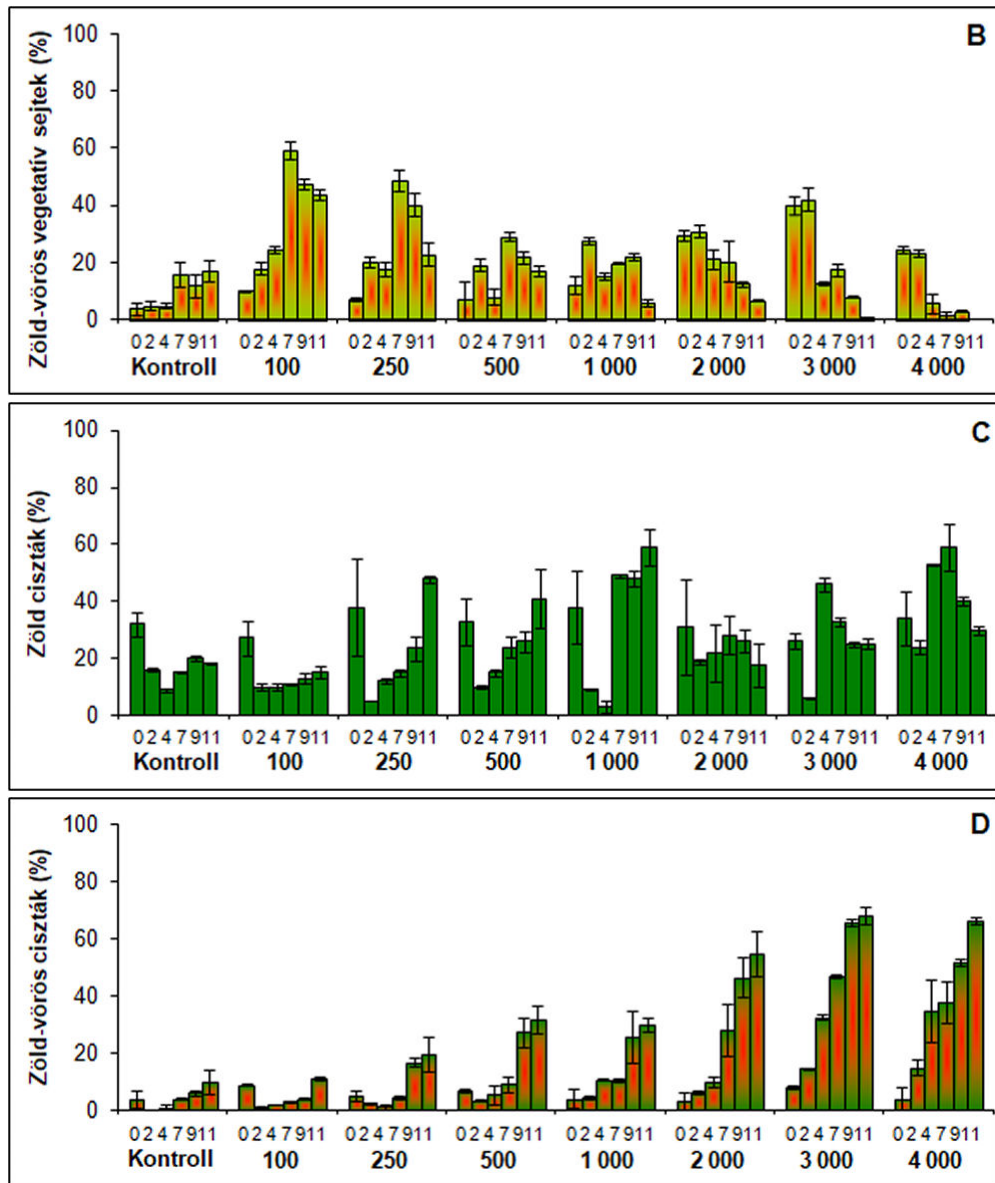 B
Zöld-vörös vegetatív sejtek (%)
100
80
60
40
20
0
0 2 4 7 9 11 0 2 4 7 9 11 0 2 4 7 9 11 0 2 4 7 9 11 0 2 4 7 9 11 0 2 4 7 9 11 0 2 4 7 9 11 0 2 4 7 9 11
Kontroll 100 250 500 1 000 2 000 3 000 4 000
C
Zöld ciszták (%)
100
80
60
40
20
0
0 2 4 7 9 11 0 2 4 7 9 11 0 2 4 7 9 11 0 2 4 7 9 11 0 2 4 7 9 11 0 2 4 7 9 11 0 2 4 7 9 11 0 2 4 7 9 11
Kontroll 100 250 500 1 000 2 000 3 000 4 000
D
Zöld-vörös ciszták (%)
100
80
60
40
20
0
0 2 4 7 9 11 0 2 4 7 9 11 0 2 4 7 9 11 0 2 4 7 9 11 0 2 4 7 9 11 0 2 4 7 9 11 0 2 4 7 9 11 0 2 4 7 9 11
Kontroll 100 250 500 1 000 2 000 3 000 4 000